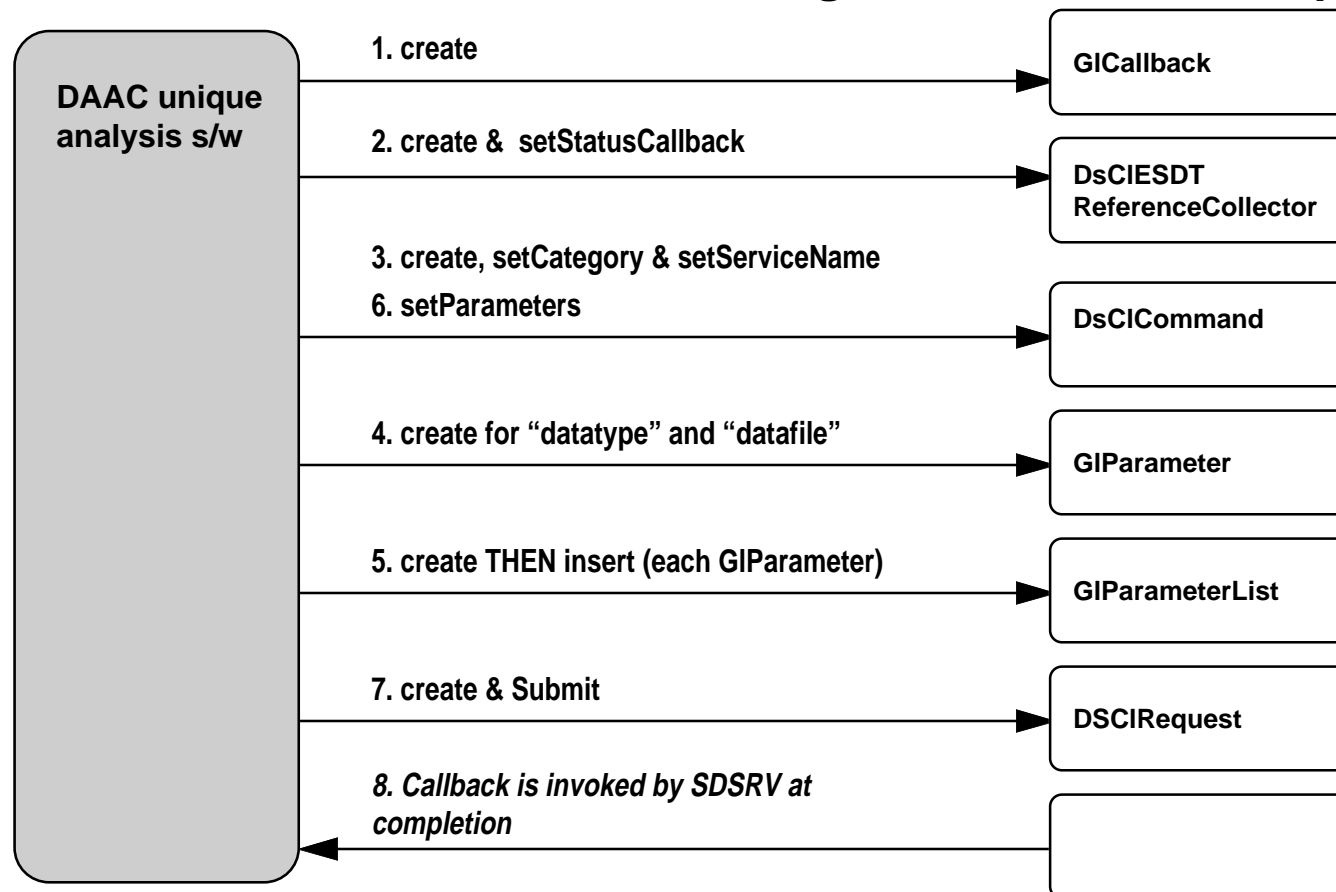 DAAC unique
analysis s/w
1. create
GlCallback
2. create & setStatusCallback
DsClESDT
ReferenceCollector
3. create, setCategory & setServiceName
6. setParameters
DsClCommand
4. create for “datatype” and “datafile”
GlParameter
5. create THEN insert (each GlParameter)
GlParameterList
7. create & Submit
DSClRequest
8. Callback is invoked by SDSRV at
completion